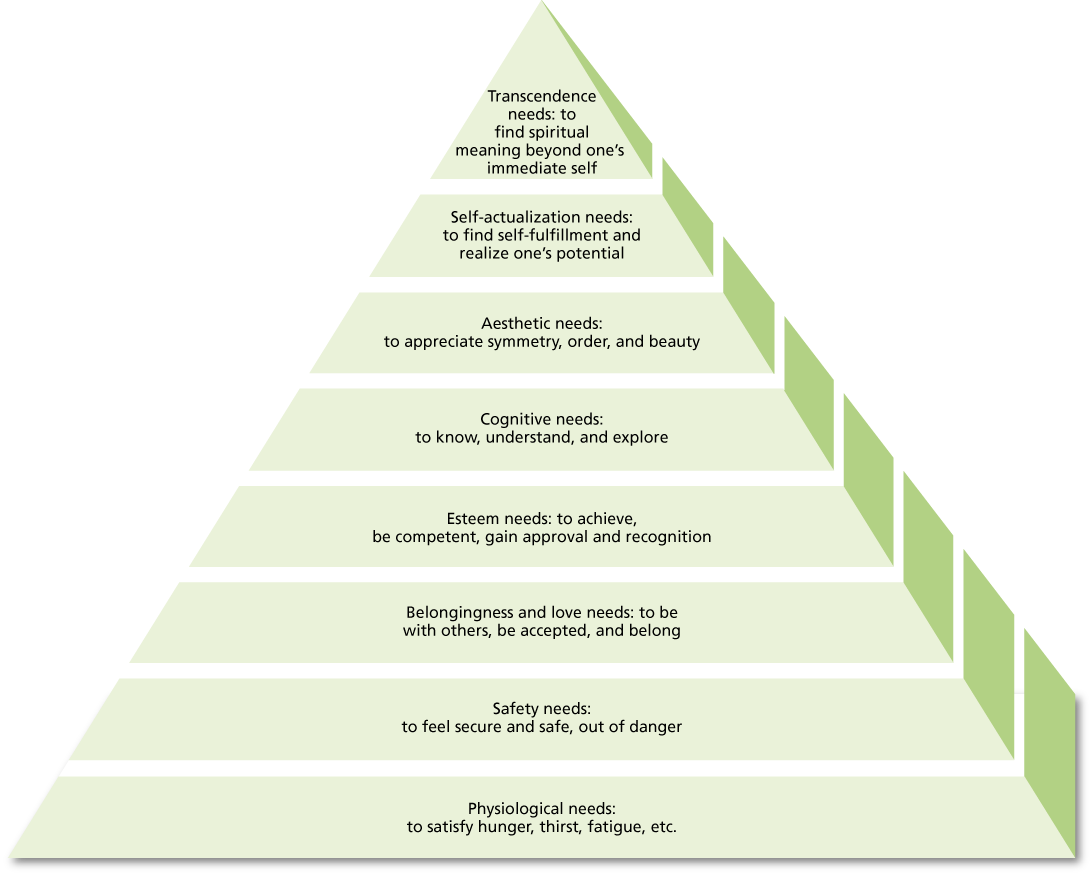 Transcendence
needs: to
find spiritual
meaning beyond one’s
immediate self
Self-actualization needs:
to find self-fulfillment and
realize one’s potential
Aesthetic needs:
to appreciate symmetry, order, and beauty
Cognitive needs:
to know, understand, and explore
Esteem needs: to achieve,
be competent, gain approval and recognition
Belongingness and love needs: to be
with others, be accepted, and belong
Safety needs:
to feel secure and safe, out of danger
Physiological needs:
to satisfy hunger, thirst, fatigue, etc.